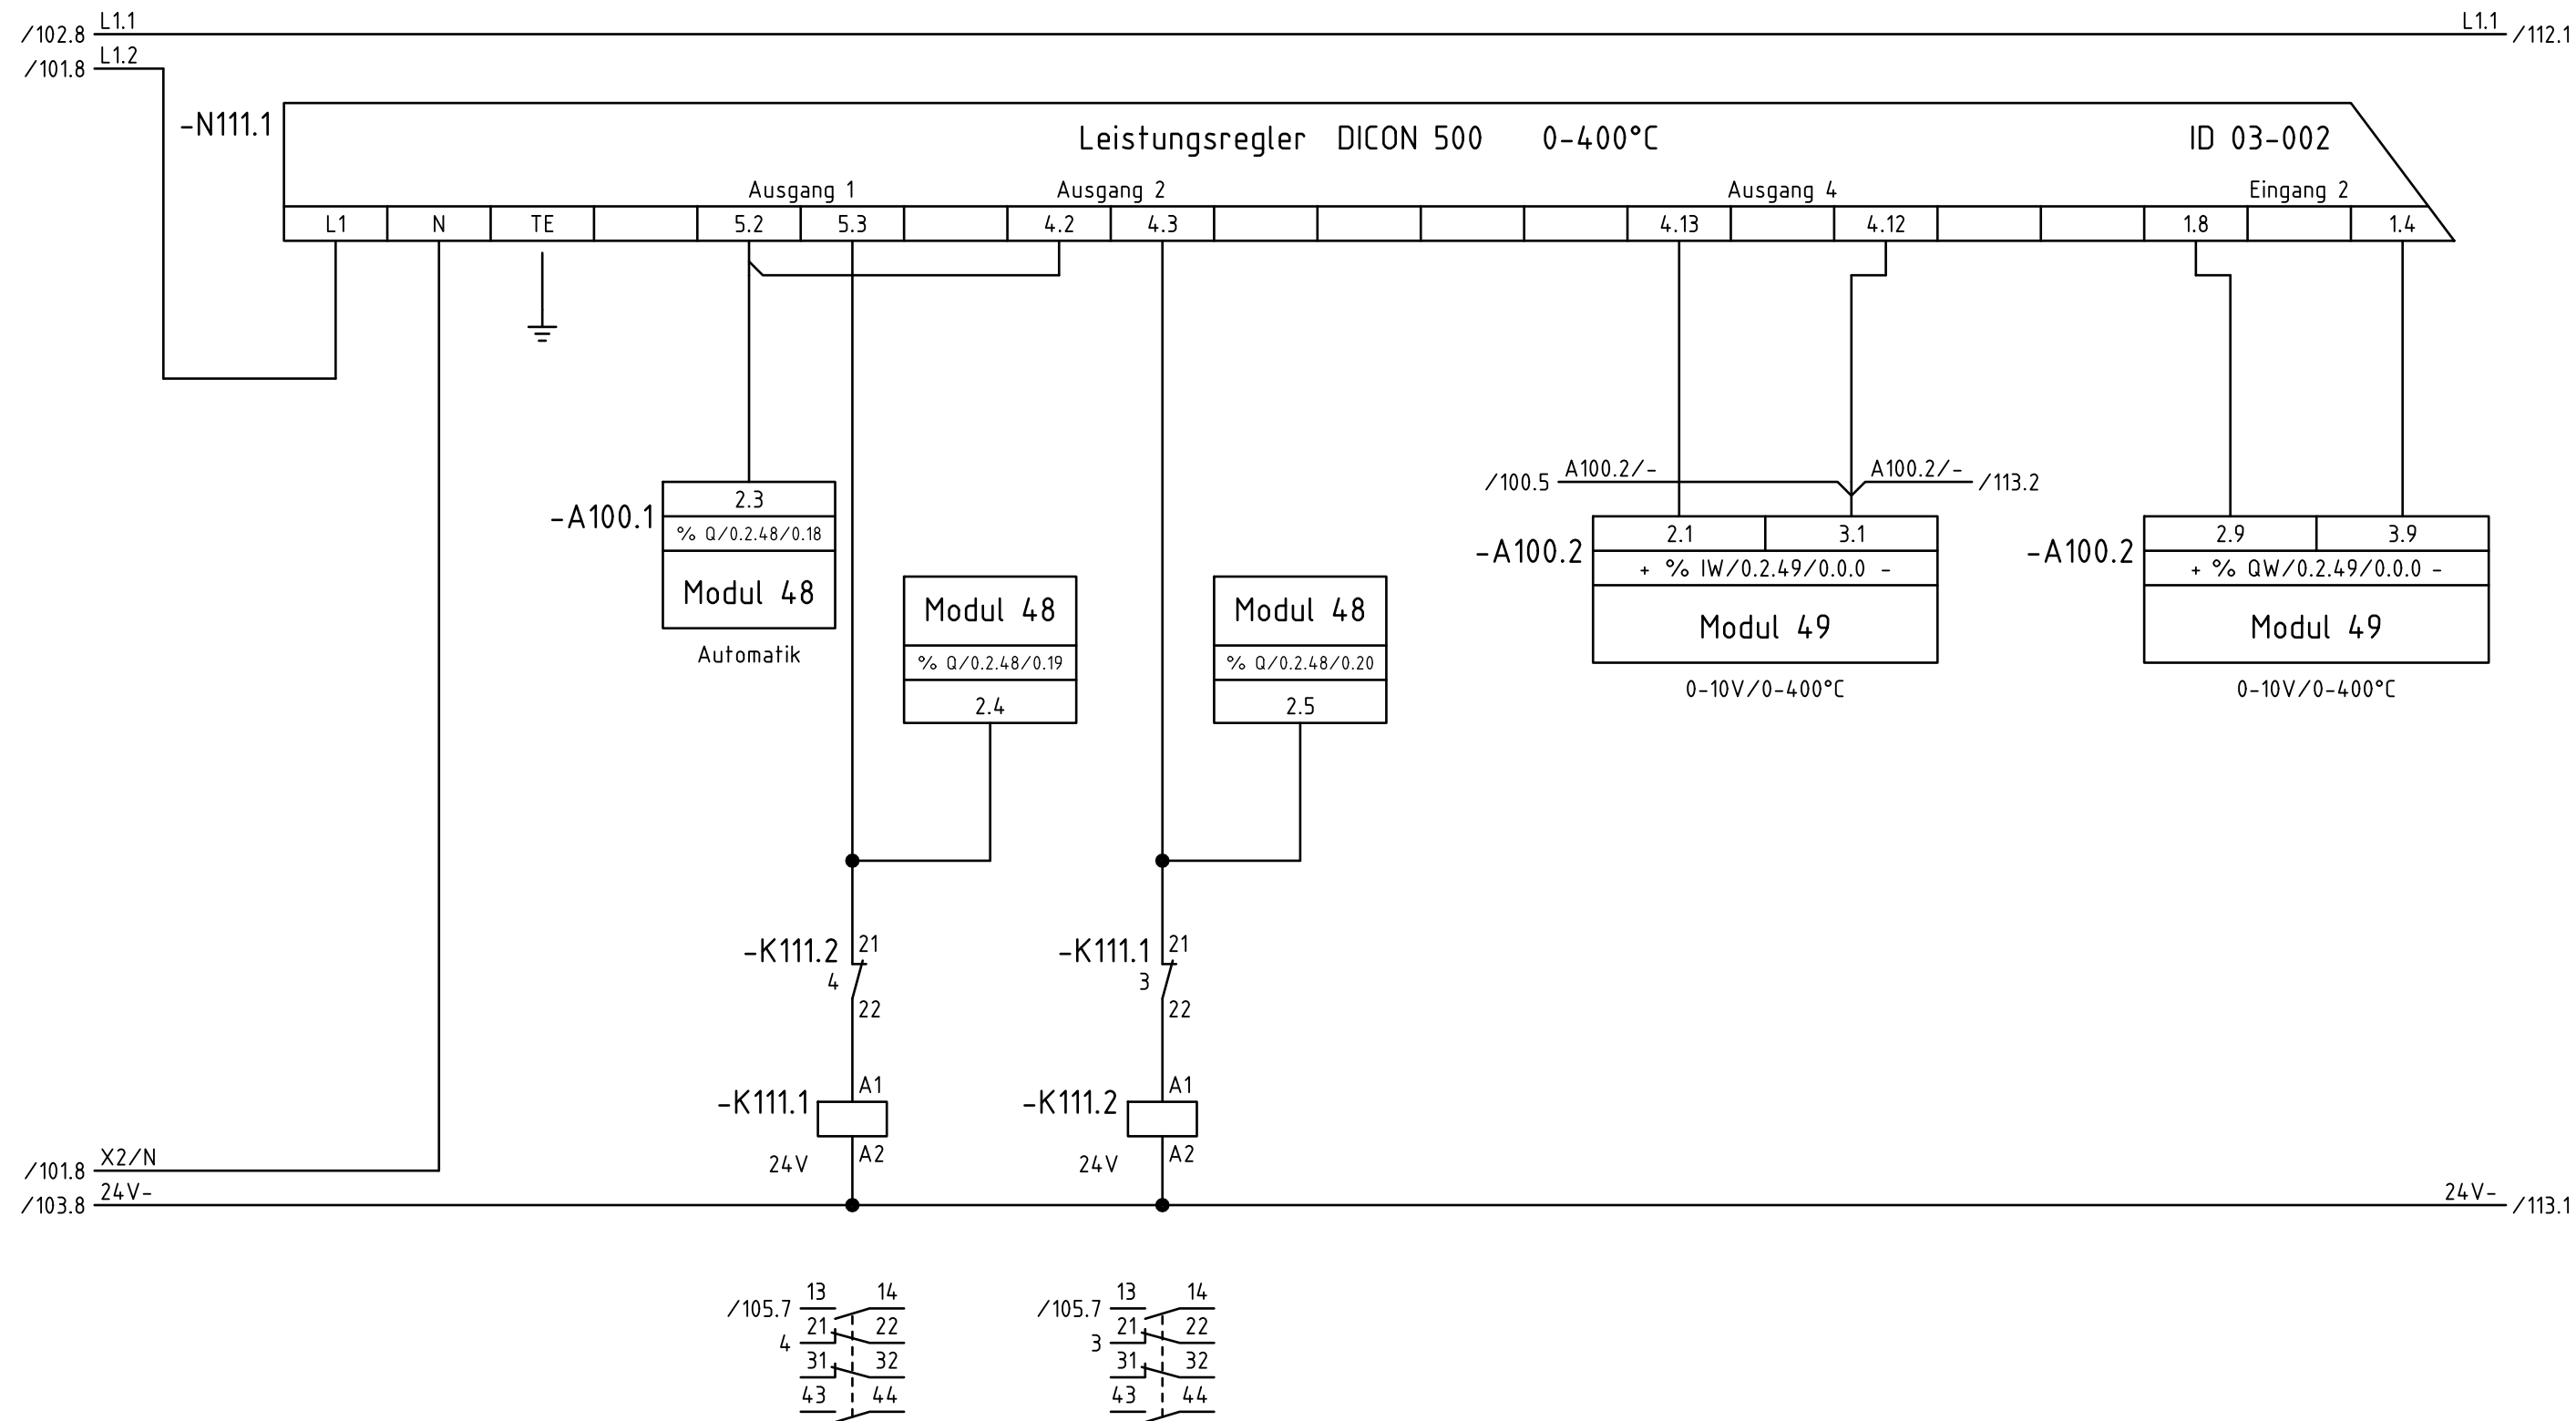 L1.1 L1.1
/102.8 /112.1
L1.2
/101.8
-N111.1
Leistungsregler DICON 500 0-400°C ID 03-002
Ausgang 1 Ausgang 2 Ausgang 4 Eingang 2
L1 N TE 5.2 5.3 4.2 4.3 4.13 4.12 1.8 1.4
A100.2/- A100.2/-
/100.5 /113.2
-A100.1
2.3
% Q/0.2.48/0.18
Modul 48
Automatik
Modul 48
% Q/0.2.48/0.19
2.4
Modul 48
% Q/0.2.48/0.20
2.5
-A100.2
2.1 3.1
+ % IW/0.2.49/0.0.0 -
Modul 49
0-10V/0-400°C
-A100.2
2.9 3.9
+ % QW/0.2.49/0.0.0 -
Modul 49
0-10V/0-400°C
-K111.2 21 -K111.1 21
4 3
22 22
A1 A1
-K111.1 -K111.2
A2 A2
24V 24V
X2/N
/101.8
24V- 24V-
/103.8 /113.1
13 14 13 14
/105.7 /105.7
21 22 21 22
4 3
31 32 31 32
43 44 43 44